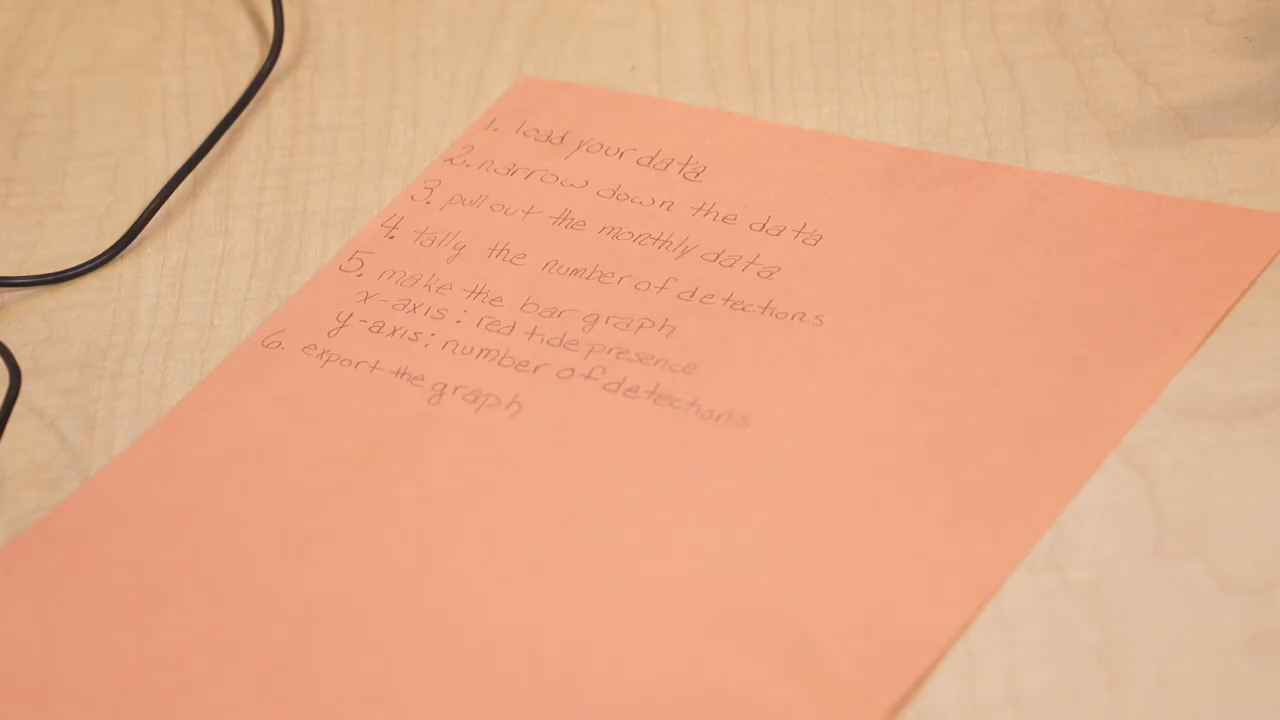 1. load your data
2. narrow down the data
3. pull out the monthly data
4. tally the number of detections
5. make the bar graph
x-axis: red tide presence
y-axis: number of detections
6. export the graph